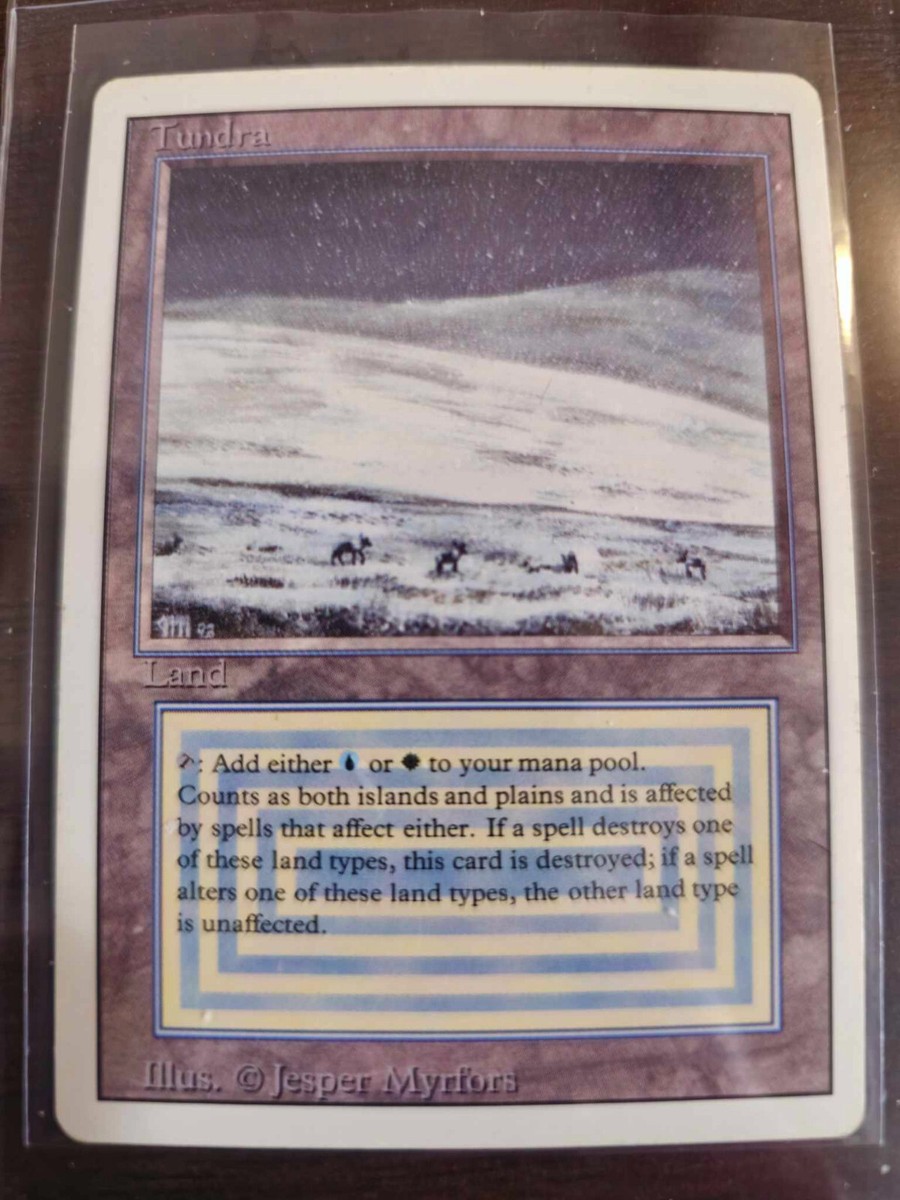 Tundra
Land
: Add either or to your mana pool.
Counts as both islands and plains and is affected
by spells that affect either. If a spell destroys one
of these land types, this card is destroyed; if a spell
alters one of these land types, the other land type
is unaffected.
Illus. © Jesper Myrfors